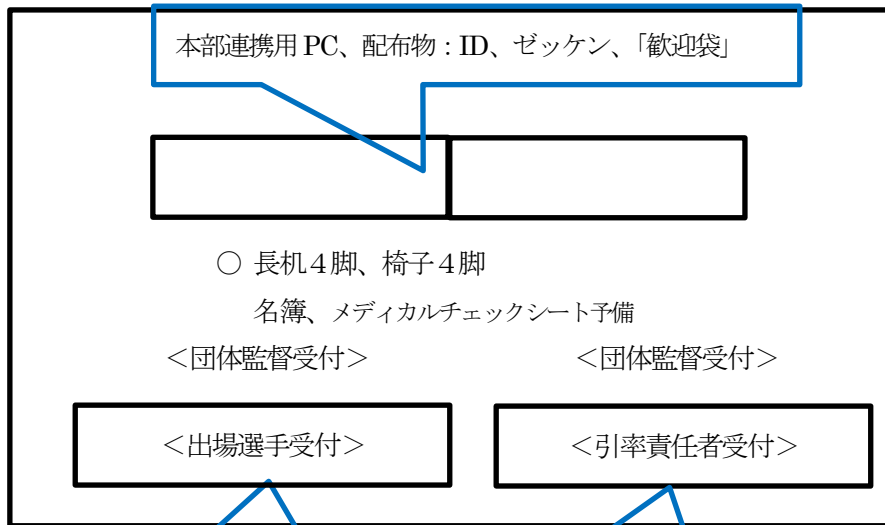 本部連携用 PC、配布物：ID、ゼッケン、「歓迎袋」
○ 長机４脚、椅子４脚
名簿、メディカルチェックシート予備
＜団体監督受付＞ ＜団体監督受付＞
＜出場選手受付＞ ＜引率責任者受付＞